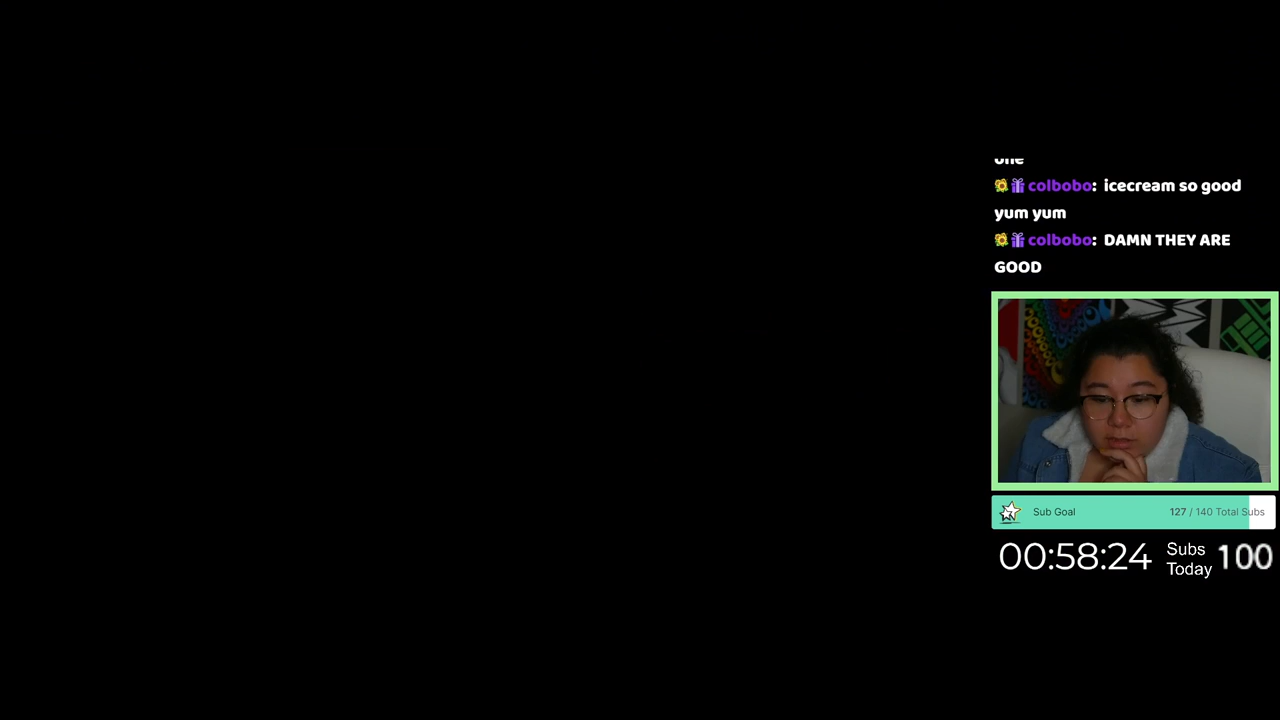 one
colbobo: icecream so good
yum yum
colbobo: DAMN THEY ARE
GOOD
Sub Goal
127 / 140 Total Subs
00:58:24
Subs
Today
100